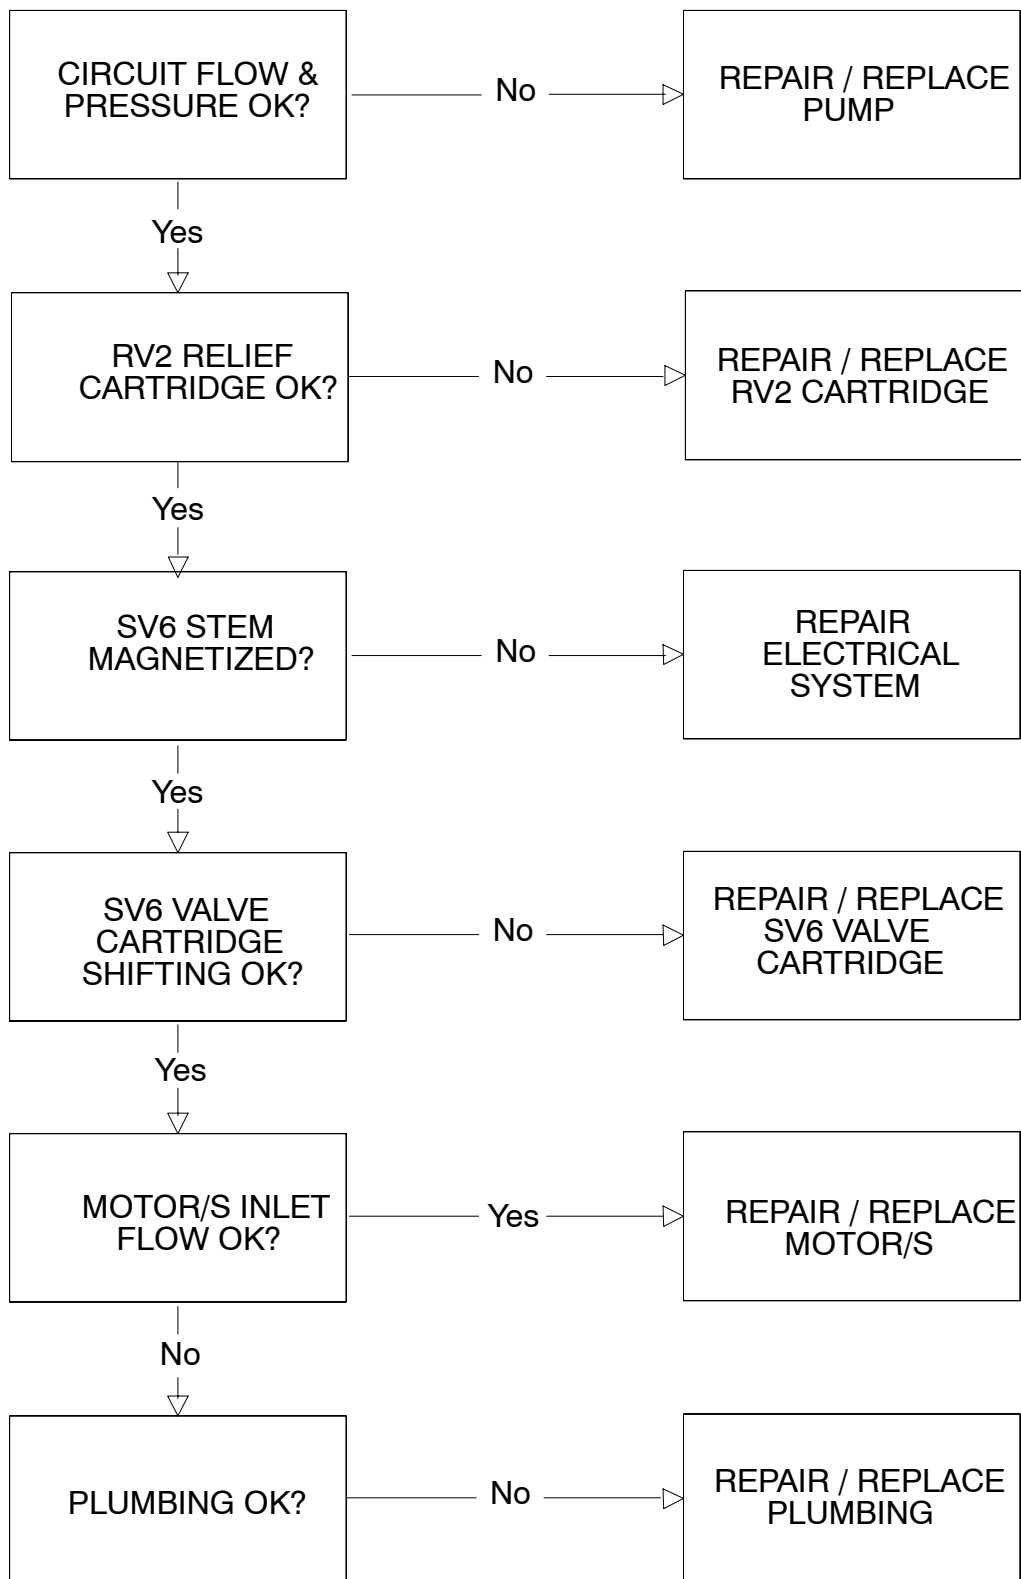 CIRCUIT FLOW &
PRESSURE OK?
No
REPAIR / REPLACE
PUMP
Yes
RV2 RELIEF
CARTRIDGE OK?
No
REPAIR / REPLACE
RV2 CARTRIDGE
Yes
SV6 STEM
MAGNETIZED?
No
REPAIR
ELECTRICAL
SYSTEM
Yes
SV6 VALVE
CARTRIDGE
SHIFTING OK?
No
REPAIR / REPLACE
SV6 VALVE
CARTRIDGE
Yes
MOTOR/S INLET
FLOW OK?
Yes
REPAIR / REPLACE
MOTOR/S
No
PLUMBING OK?
No
REPAIR / REPLACE
PLUMBING